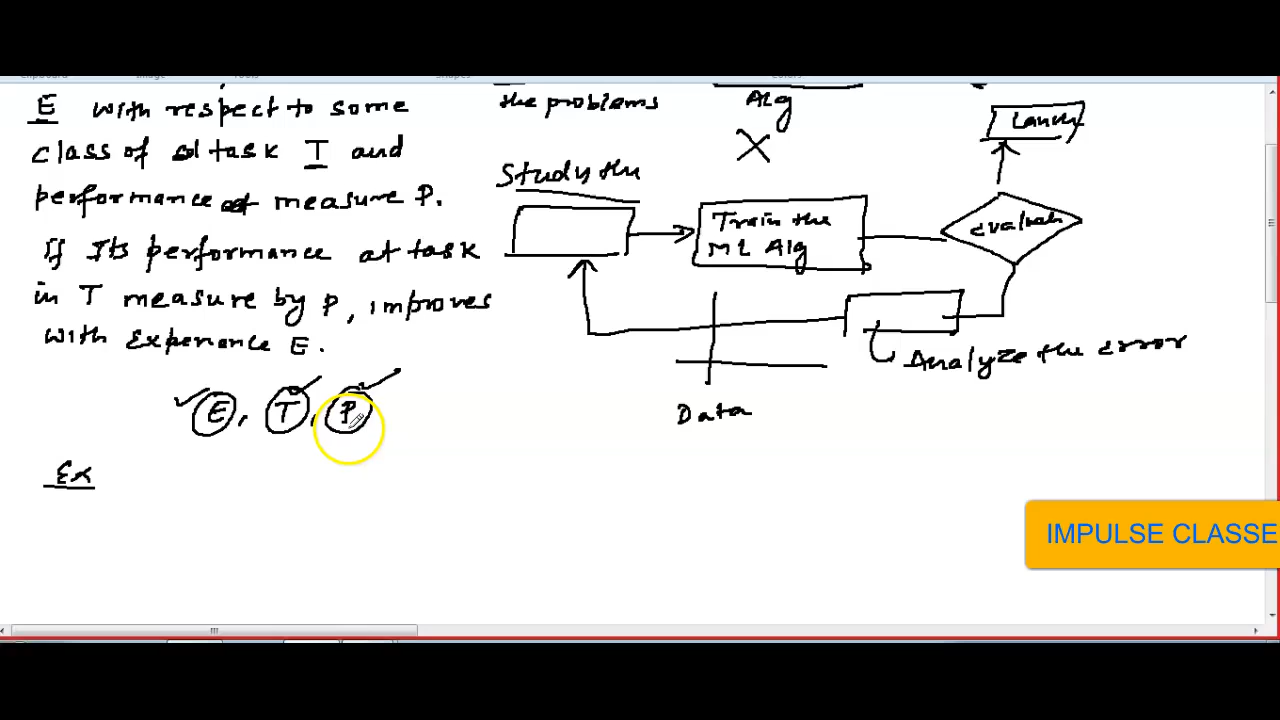 E with respect to some
class of task T and
performance measure P.
If Its performance at task
in T measure by P, improves
with Experience E.
E, T, P
Ex
the problems
Alg
Study the
Train the
ML Alg
evaluate
Analyze the error
Data
IMPULSE CLASSE